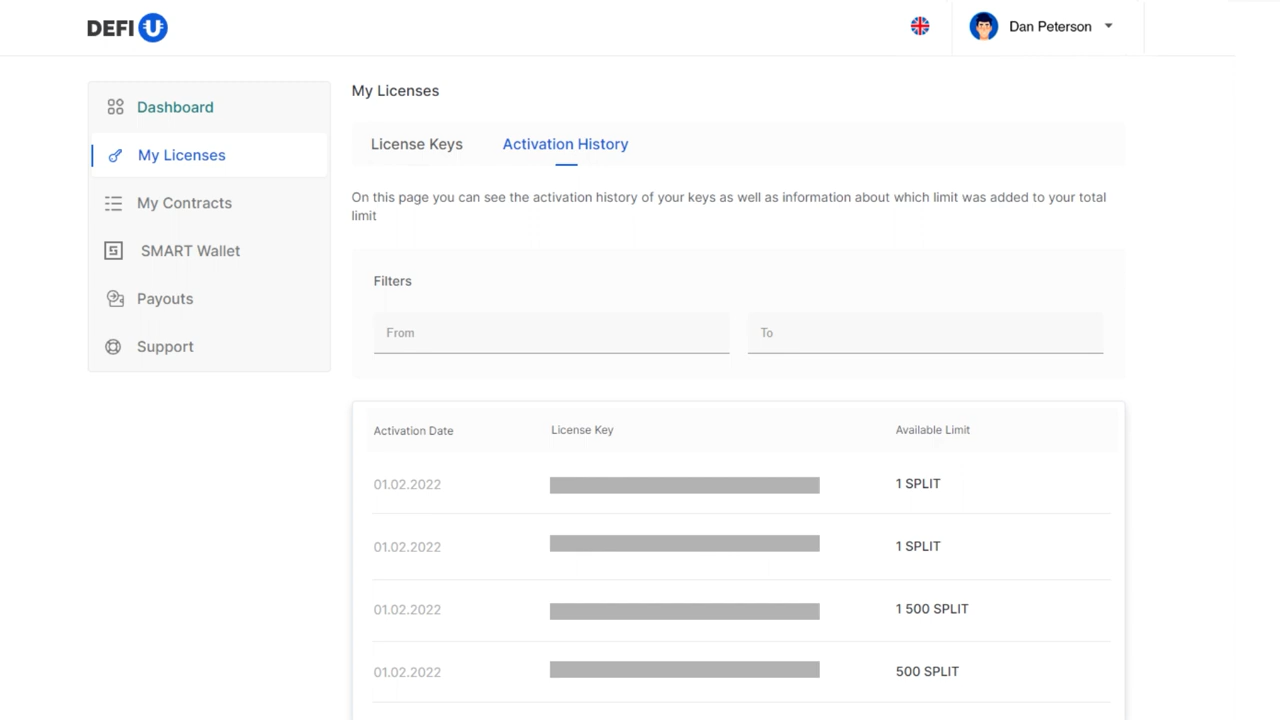 DEFI U
Dan Peterson
Dashboard
My Licenses
My Contracts
SMART Wallet
Payouts
Support
My Licenses
License Keys
Activation History
On this page you can see the activation history of your keys as well as information about which limit was added to your total
limit
Filters
From
To
Activation Date License Key Available Limit
01.02.2022 1 SPLIT
01.02.2022 1 SPLIT
01.02.2022 1 500 SPLIT
01.02.2022 500 SPLIT